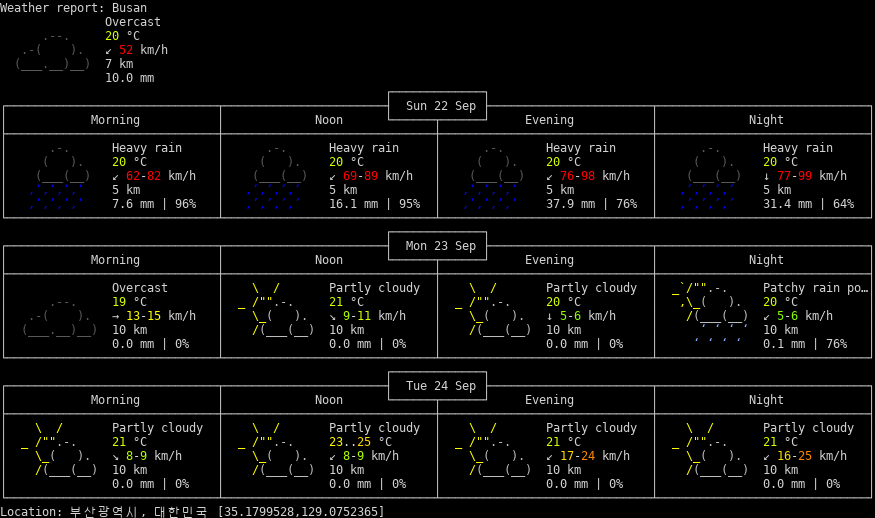 Weather report: Busan
Overcast
20 °C
↙ 52 km/h
7 km
10.0 mm
Sun 22 Sep
Morning Noon Evening Night
Heavy rain Heavy rain Heavy rain Heavy rain
20 °C 20 °C 20 °C 20 °C
↙ 62-82 km/h ↙ 69-89 km/h ↙ 76-98 km/h ↓ 77-99 km/h
5 km 5 km 5 km 5 km
7.6 mm | 96% 16.1 mm | 95% 37.9 mm | 76% 31.4 mm | 64%
Mon 23 Sep
Morning Noon Evening Night
Overcast Partly cloudy Partly cloudy Patchy rain po…
19 °C 21 °C 20 °C 20 °C
→ 13-15 km/h ↘ 9-11 km/h ↓ 5-6 km/h ↙ 5-6 km/h
10 km 10 km 10 km 10 km
0.0 mm | 0% 0.0 mm | 0% 0.0 mm | 0% 0.1 mm | 76%
Tue 24 Sep
Morning Noon Evening Night
Partly cloudy Partly cloudy Partly cloudy Partly cloudy
21 °C 23..25 °C 21 °C 21 °C
↘ 8-9 km/h ↙ 8-9 km/h ↙ 17-24 km/h ↙ 16-25 km/h
10 km 10 km 10 km 10 km
0.0 mm | 0% 0.0 mm | 0% 0.0 mm | 0% 0.0 mm | 0%
Location: 부산광역시, 대한민국 [35.1799528,129.0752365]